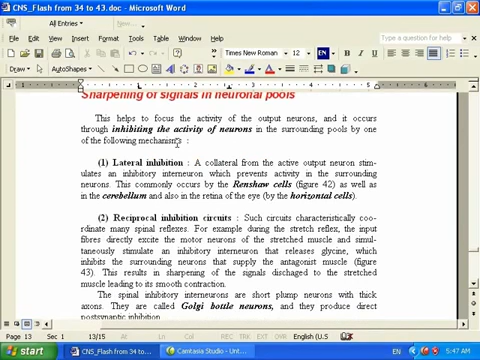 CNS_Flash from 34 to 43.doc - Microsoft Word
All Entries
New...
File Edit View Insert Format Tools Table Window Help
Times New Roman 12 B I U
Draw AutoShapes
Sharpening of signals in neuronal pools
This helps to focus the activity of the output neurons, and it occurs
through inhibiting the activity of neurons in the surrounding pools by one
of the following mechanisms :
(1) Lateral inhibition : A collateral from the active output neuron stim-
ulates an inhibitory interneuron which prevents activity in the surrounding
neurons. This commonly occurs by the Renshaw cells (figure 42) as well as
in the cerebellum and also in the retina of the eye (by the horizontal cells).
(2) Reciprocal inhibition circuits : Such circuits characteristically coo-
rdinate many spinal reflexes. For example during the stretch reflex, the input
fibres directly excite the motor neurons of the stretched muscle and simul-
taneously stimulate an inhibitory interneuron that releases glycine, which
inhibits the surrounding neurons that supply the antagonist muscle (figure
43). This results in sharpening of the signals dischaged to the stretched
muscle leading to its smooth contraction.
The spinal inhibitory interneurons are short plump neurons with thick
axons. They are called Golgi bottle neurons, and they produce direct
postsynaptic inhibition
Page 13 Sec 1 13/15 At Ln Col REC TRK EXT OVR English (U.S
start CNS_Flash from 34 to... Camtasia Studio - Unt... EN 5:47 AM